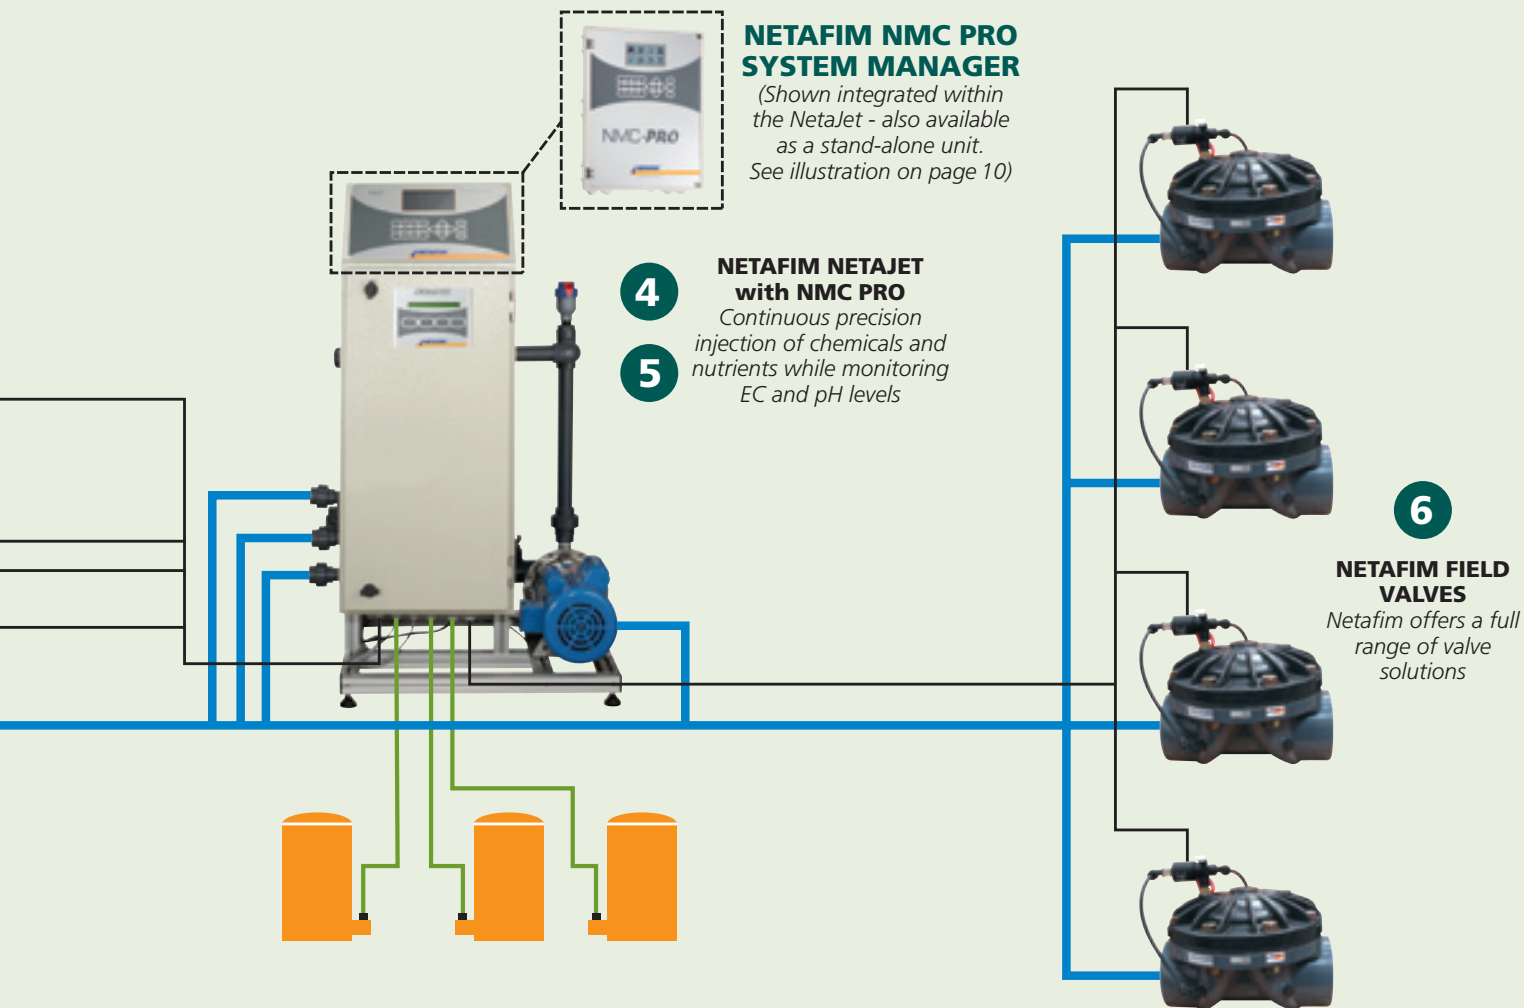 NETAFIM NMC PRO
SYSTEM MANAGER
(Shown integrated within
the NetaJet - also available
as a stand-alone unit.
See illustration on page 10)
NMC-PRO
4
5
NETAFIM NETAJET
with NMC PRO
Continuous precision
injection of chemicals and
nutrients while monitoring
EC and pH levels
6
NETAFIM FIELD
VALVES
Netafim offers a full
range of valve
solutions